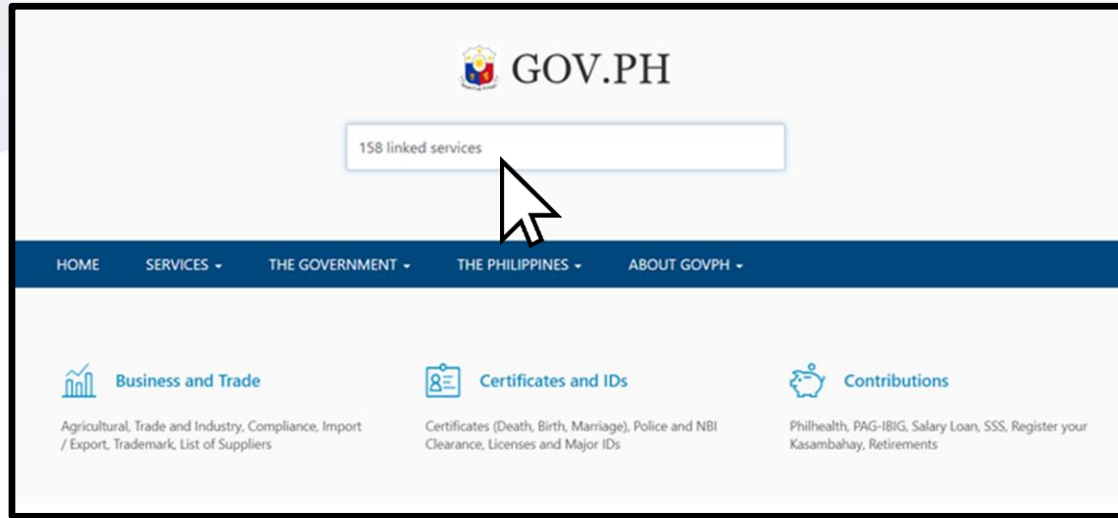 GOV.PH
158 linked services
HOME SERVICES THE GOVERNMENT THE PHILIPPINES ABOUT GOVPH
Business and Trade
Agricultural, Trade and Industry, Compliance, Import
/ Export, Trademark, List of Suppliers
Certificates and IDs
Certificates (Death, Birth, Marriage), Police and NBI
Clearance, Licenses and Major IDs
Contributions
Philhealth, PAG-IBIG, Salary Loan, SSS, Register your
Kasambahay, Retirements